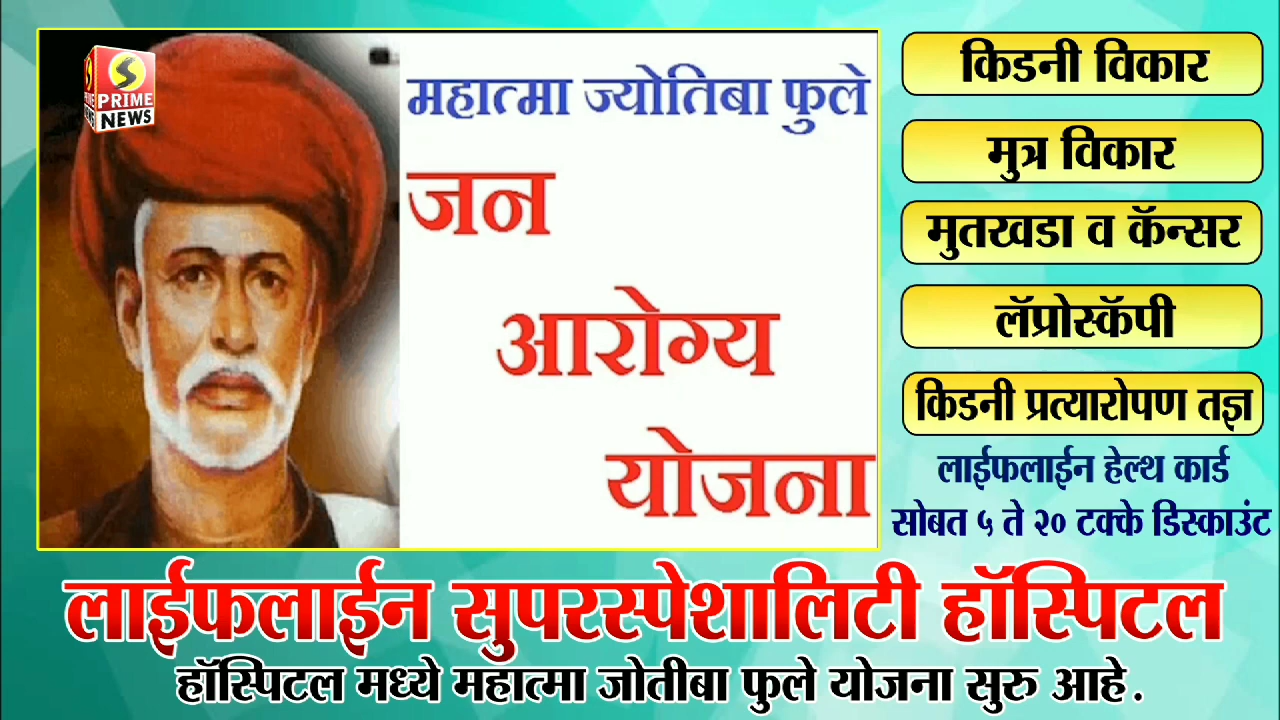 S
PRIME
NEWS
महात्मा ज्योतिबा फुले
जन
आरोग्य
योजना
किडनी विकार
मुत्र विकार
मुतखडा व कॅन्सर
लॅप्रोस्कॅपी
किडनी प्रत्यारोपण तज्ञ
लाईफलाईन हेल्थ कार्ड
सोबत ५ ते २० टक्के डिस्काउंट
लाईफलाईन सुपरस्पेशालिटी हॉस्पिटल
हॉस्पिटल मध्ये महात्मा जोतीबा फुले योजना सुरु आहे.